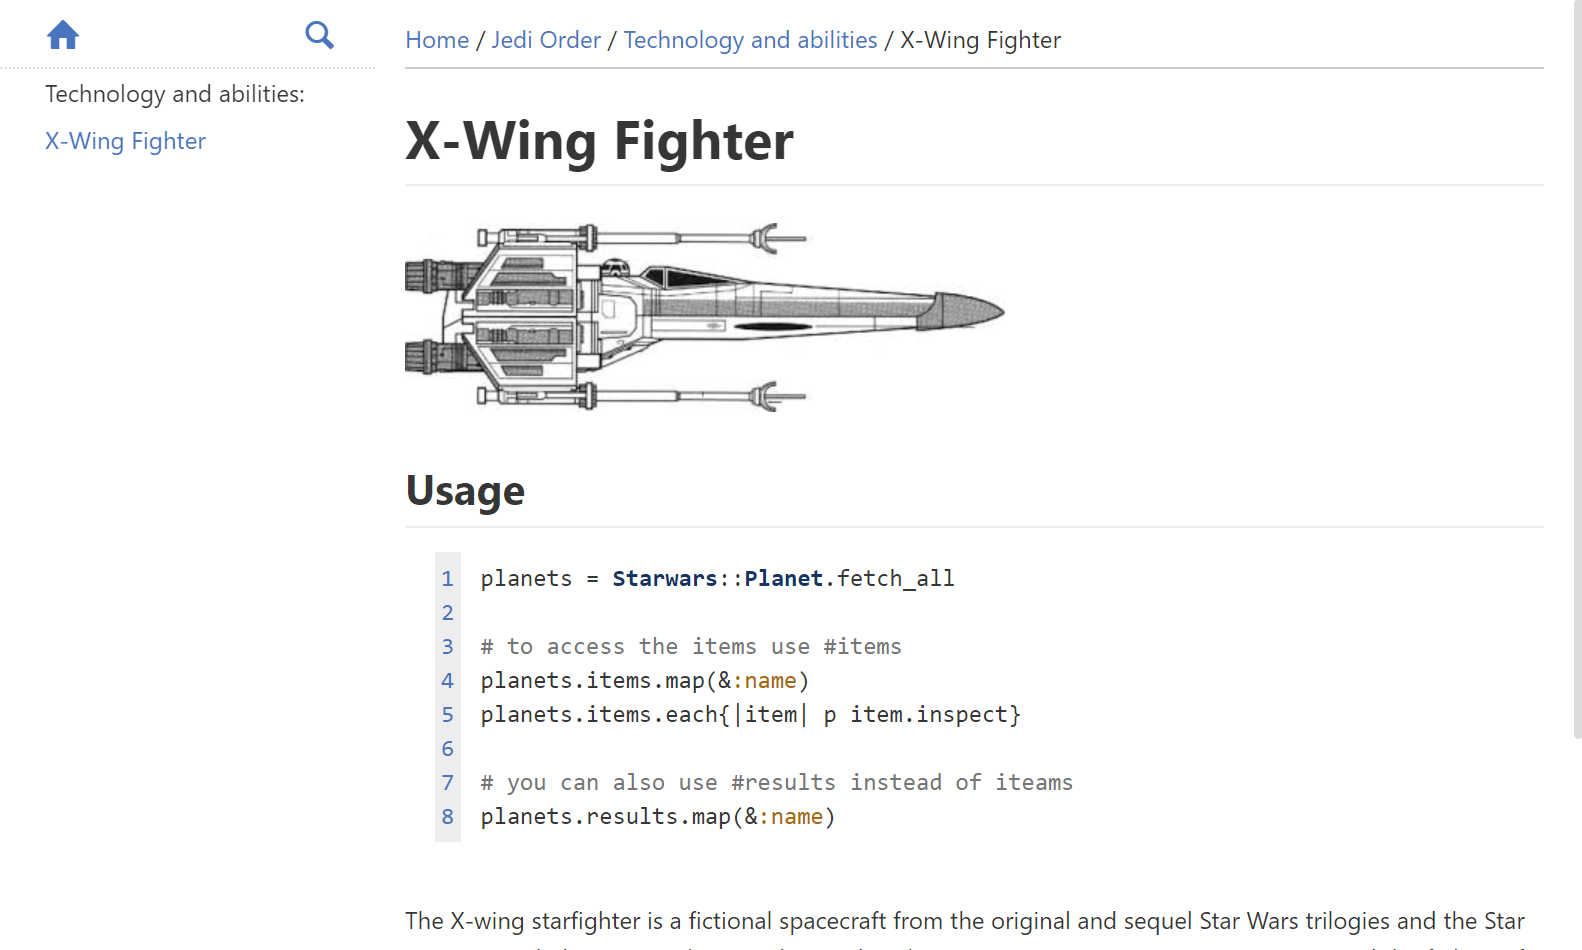 Home / Jedi Order / Technology and abilities / X-Wing Fighter
Technology and abilities:
X-Wing Fighter
X-Wing Fighter
Usage
1 planets = Starwars::Planet.fetch_all
2
3 # to access the items use #items
4 planets.items.map(&:name)
5 planets.items.each{|item| p item.inspect}
6
7 # you can also use #results instead of iteams
8 planets.results.map(&:name)
The X-wing starfighter is a fictional spacecraft from the original and sequel Star Wars trilogies and the Star